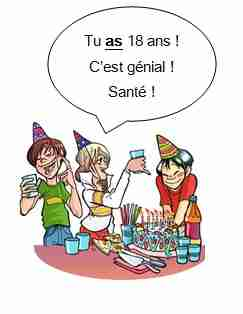 Tu as 18 ans !
C'est génial !
Santé !